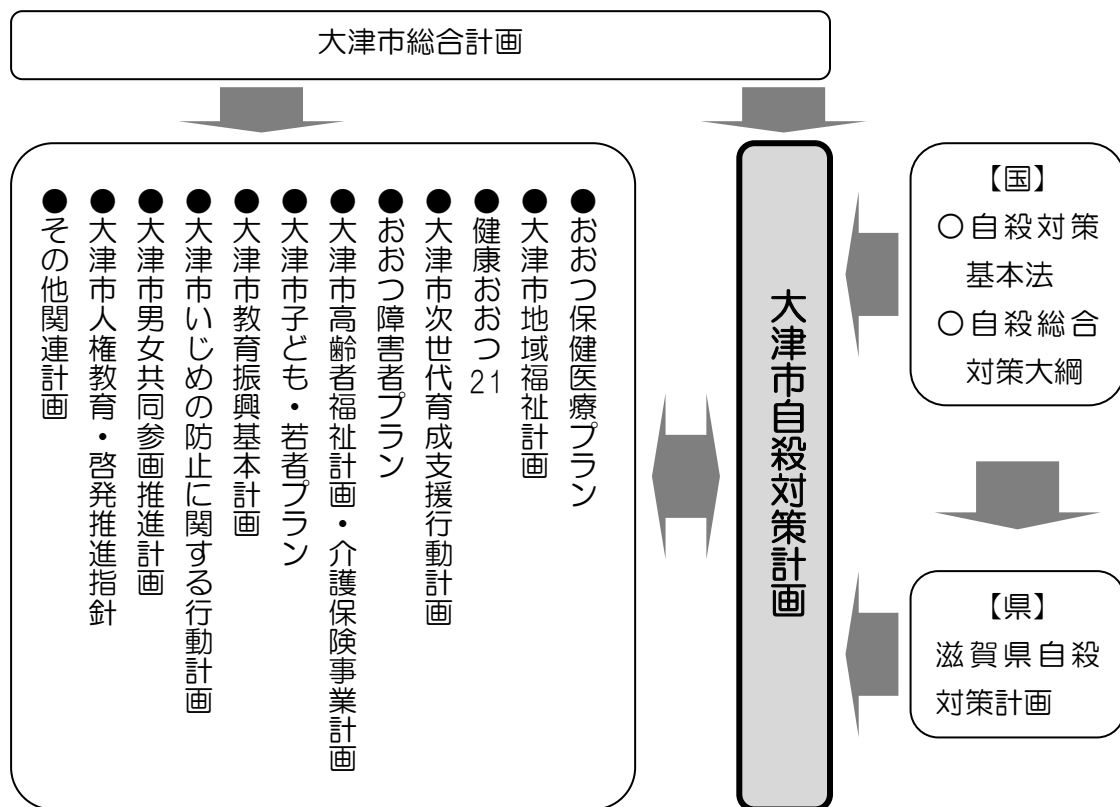 大津市総合計画
●おおつ保健医療プラン
●大津市地域福祉計画
●健康おおつ21
●大津市次世代育成支援行動計画
●おおつ障害者プラン
●大津市高齢者福祉計画・介護保険事業計画
●大津市子ども・若者プラン
●大津市教育振興基本計画
●大津市いじめの防止に関する行動計画
●大津市男女共同参画推進計画
●大津市人権教育・啓発推進指針
●その他関連計画
大津市自殺対策計画
【国】
○自殺対策
基本法
○自殺総合
対策大綱
【県】
滋賀県自殺
対策計画